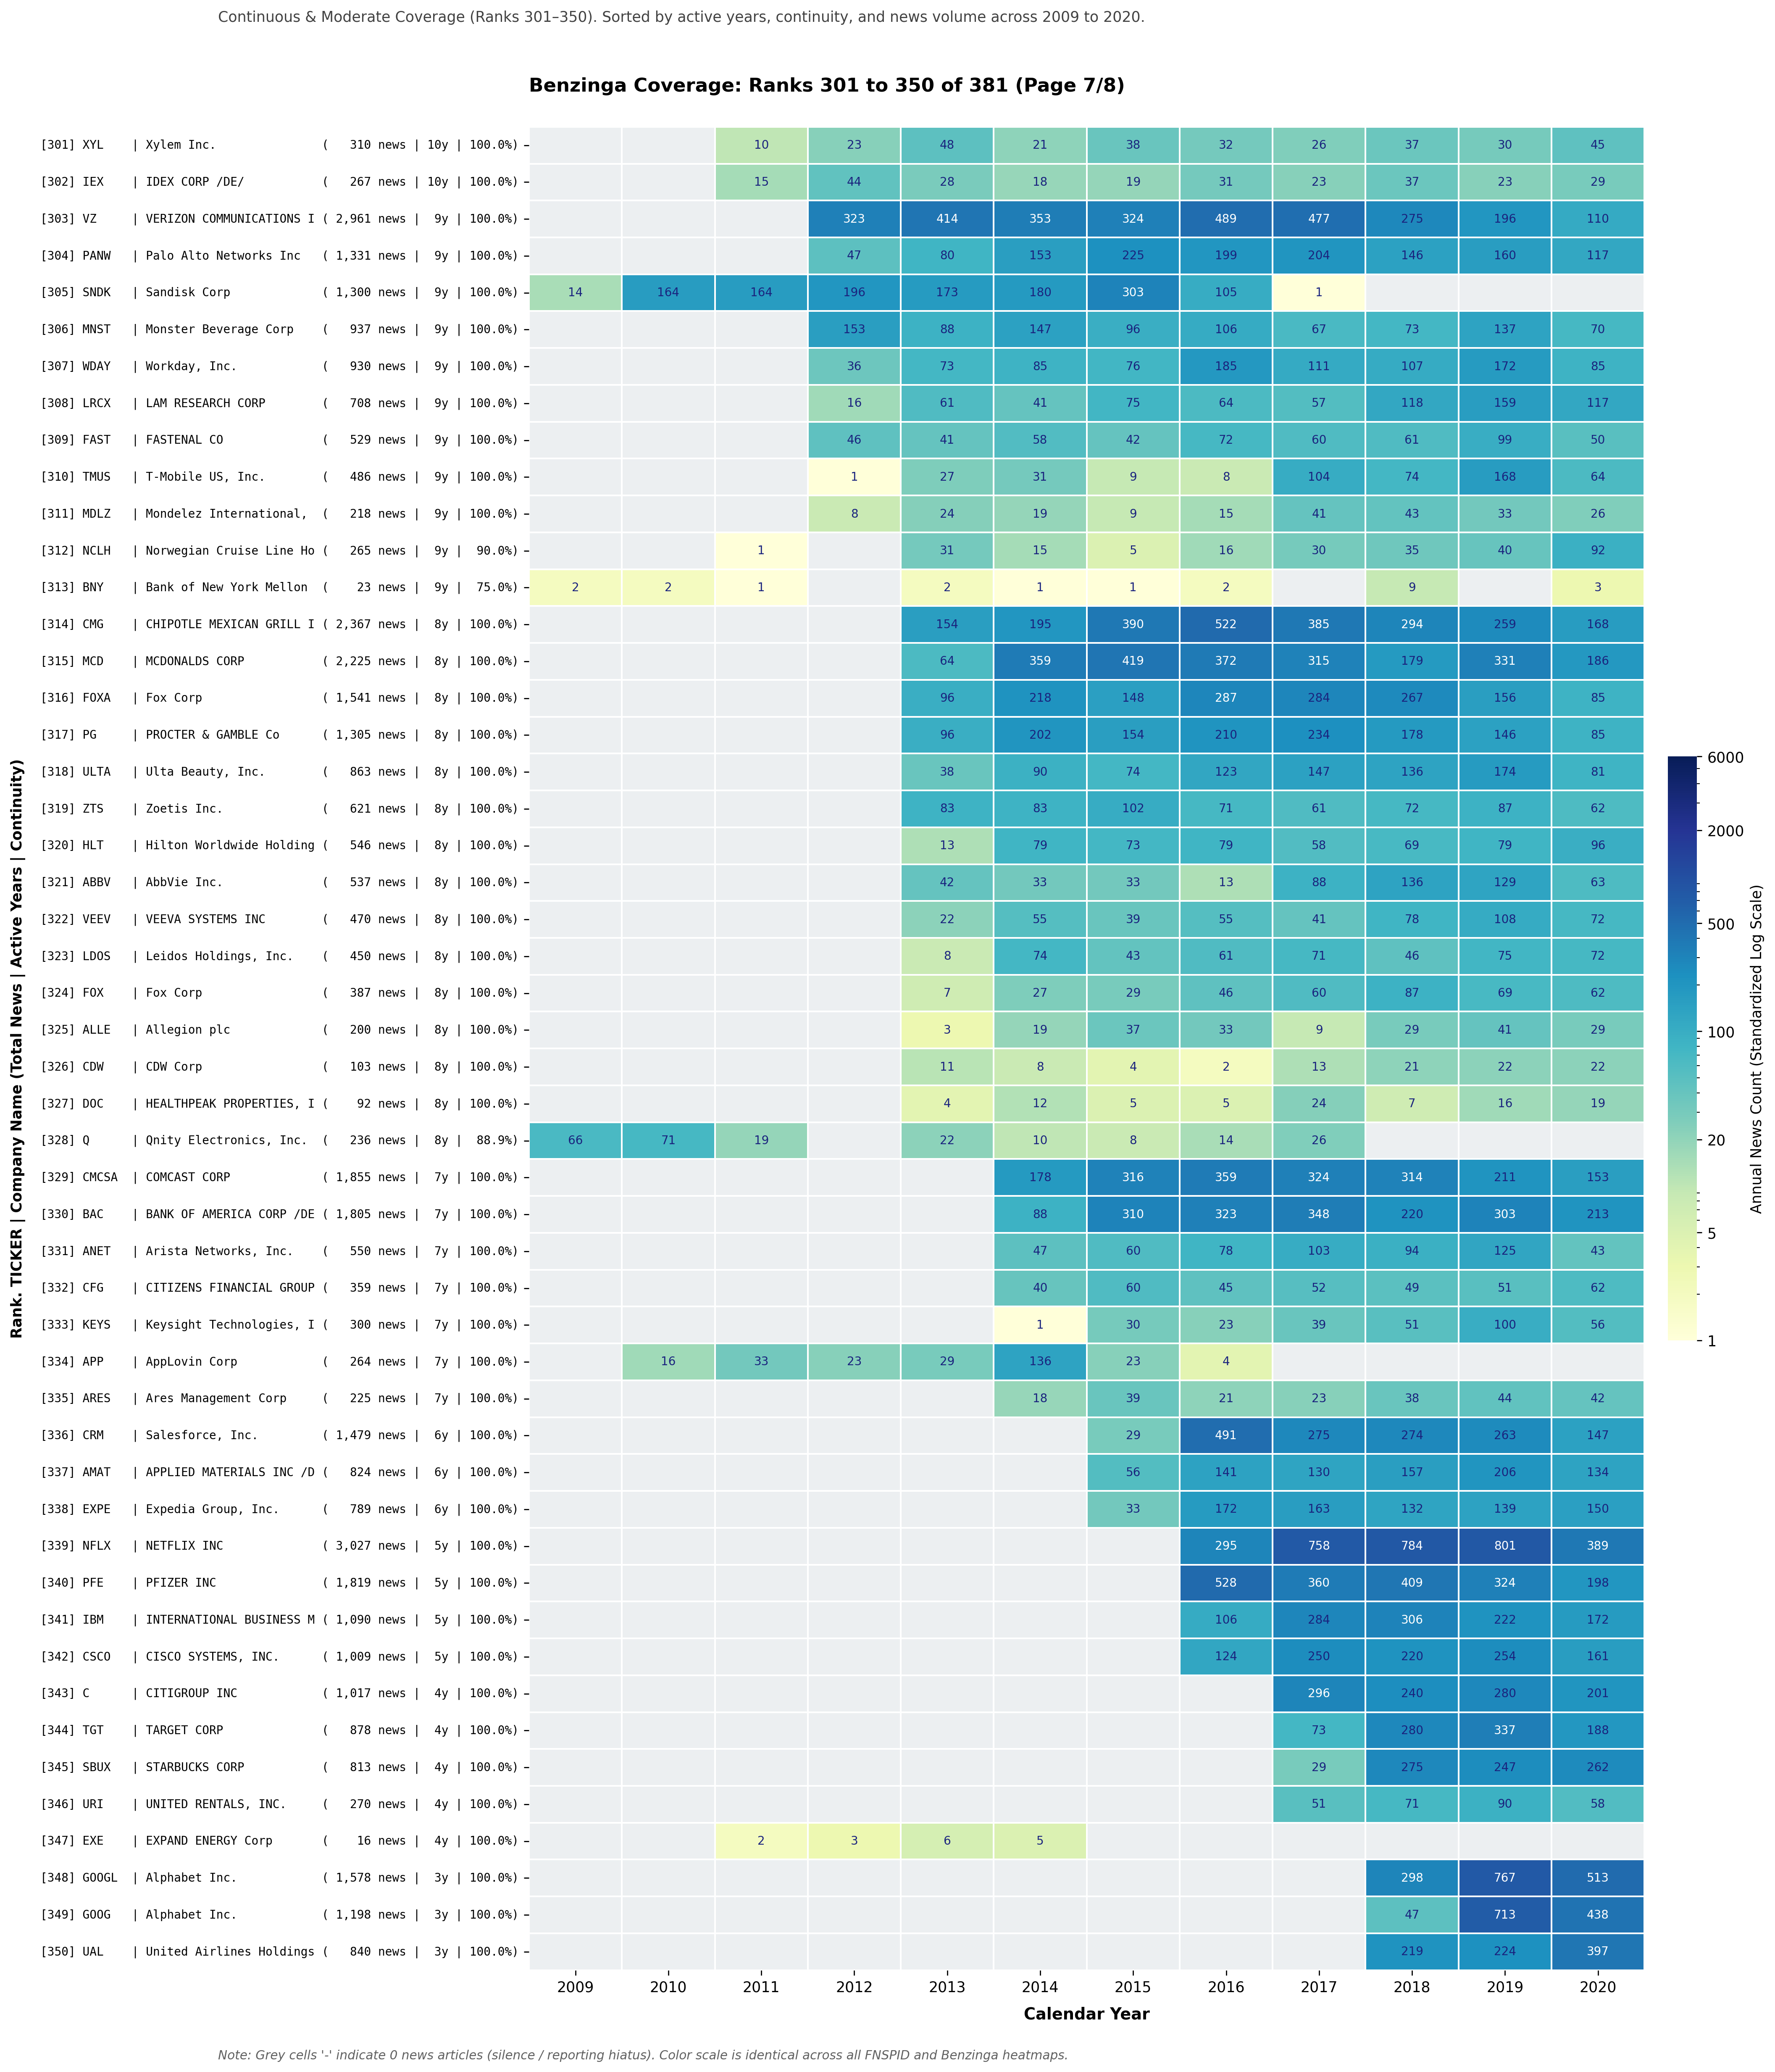 Continuous & Moderate Coverage (Ranks 301–350). Sorted by active years, continuity, and news volume across 2009 to 2020.
Benzinga Coverage: Ranks 301 to 350 of 381 (Page 7/8)
Rank. TICKER | Company Name (Total News | Active Years | Continuity)
[301] XYL | Xylem Inc. ( 310 news | 10y | 100.0%) 10 23 48 21 38 32 26 37 30 45
[302] IEX | IDEX CORP /DE/ ( 267 news | 10y | 100.0%) 15 44 28 18 19 31 23 37 23 29
[303] VZ | VERIZON COMMUNICATIONS I ( 2,961 news | 9y | 100.0%) 323 414 353 324 489 477 275 196 110
[304] PANW | Palo Alto Networks Inc ( 1,331 news | 9y | 100.0%) 47 80 153 225 199 204 146 160 117
[305] SNDK | Sandisk Corp ( 1,300 news | 9y | 100.0%) 14 164 164 196 173 180 303 105 1
[306] MNST | Monster Beverage Corp ( 937 news | 9y | 100.0%) 153 88 147 96 106 67 73 137 70
[307] WDAY | Workday, Inc. ( 930 news | 9y | 100.0%) 36 73 85 76 185 111 107 172 85
[308] LRCX | LAM RESEARCH CORP ( 708 news | 9y | 100.0%) 16 61 41 75 64 57 118 159 117
[309] FAST | FASTENAL CO ( 529 news | 9y | 100.0%) 46 41 58 42 72 60 61 99 50
[310] TMUS | T-Mobile US, Inc. ( 486 news | 9y | 100.0%) 1 27 31 9 8 104 74 168 64
[311] MDLZ | Mondelez International, ( 218 news | 9y | 100.0%) 8 24 19 9 15 41 43 33 26
[312] NCLH | Norwegian Cruise Line Ho ( 265 news | 9y | 90.0%) 1 31 15 5 16 30 35 40 92
[313] BNY | Bank of New York Mellon ( 23 news | 9y | 75.0%) 2 2 1 2 1 1 2 9 3
[314] CMG | CHIPOTLE MEXICAN GRILL I ( 2,367 news | 8y | 100.0%) 154 195 390 522 385 294 259 168
[315] MCD | MCDONALDS CORP ( 2,225 news | 8y | 100.0%) 64 359 419 372 315 179 331 186
[316] FOXA | Fox Corp ( 1,541 news | 8y | 100.0%) 96 218 148 287 284 267 156 85
[317] PG | PROCTER & GAMBLE Co ( 1,305 news | 8y | 100.0%) 96 202 154 210 234 178 146 85
[318] ULTA | Ulta Beauty, Inc. ( 863 news | 8y | 100.0%) 38 90 74 123 147 136 174 81
[319] ZTS | Zoetis Inc. ( 621 news | 8y | 100.0%) 83 83 102 71 61 72 87 62
[320] HLT | Hilton Worldwide Holding ( 546 news | 8y | 100.0%) 13 79 73 79 58 69 79 96
[321] ABBV | AbbVie Inc. ( 537 news | 8y | 100.0%) 42 33 33 13 88 136 129 63
[322] VEEV | VEEVA SYSTEMS INC ( 470 news | 8y | 100.0%) 22 55 39 55 41 78 108 72
[323] LDOS | Leidos Holdings, Inc. ( 450 news | 8y | 100.0%) 8 74 43 61 71 46 75 72
[324] FOX | Fox Corp ( 387 news | 8y | 100.0%) 7 27 29 46 60 87 69 62
[325] ALLE | Allegion plc ( 200 news | 8y | 100.0%) 3 19 37 33 9 29 41 29
[326] CDW | CDW Corp ( 103 news | 8y | 100.0%) 11 8 4 2 13 21 22 22
[327] DOC | HEALTHPEAK PROPERTIES, I ( 92 news | 8y | 100.0%) 4 12 5 5 24 7 16 19
[328] Q | Qnity Electronics, Inc. ( 236 news | 8y | 88.9%) 66 71 19 22 10 8 14 26
[329] CMCSA | COMCAST CORP ( 1,855 news | 7y | 100.0%) 178 316 359 324 314 211 153
[330] BAC | BANK OF AMERICA CORP /DE ( 1,805 news | 7y | 100.0%) 88 310 323 348 220 303 213
[331] ANET | Arista Networks, Inc. ( 550 news | 7y | 100.0%) 47 60 78 103 94 125 43
[332] CFG | CITIZENS FINANCIAL GROUP ( 359 news | 7y | 100.0%) 40 60 45 52 49 51 62
[333] KEYS | Keysight Technologies, I ( 300 news | 7y | 100.0%) 1 30 23 39 51 100 56
[334] APP | AppLovin Corp ( 264 news | 7y | 100.0%) 16 33 23 29 136 23 4
[335] ARES | Ares Management Corp ( 225 news | 7y | 100.0%) 18 39 21 23 38 44 42
[336] CRM | Salesforce, Inc. ( 1,479 news | 6y | 100.0%) 29 491 275 274 263 147
[337] AMAT | APPLIED MATERIALS INC /D ( 824 news | 6y | 100.0%) 56 141 130 157 206 134
[338] EXPE | Expedia Group, Inc. ( 789 news | 6y | 100.0%) 33 172 163 132 139 150
[339] NFLX | NETFLIX INC ( 3,027 news | 5y | 100.0%) 295 758 784 801 389
[340] PFE | PFIZER INC ( 1,819 news | 5y | 100.0%) 528 360 409 324 198
[341] IBM | INTERNATIONAL BUSINESS M ( 1,090 news | 5y | 100.0%) 106 284 306 222 172
[342] CSCO | CISCO SYSTEMS, INC. ( 1,009 news | 5y | 100.0%) 124 250 220 254 161
[343] C | CITIGROUP INC ( 1,017 news | 4y | 100.0%) 296 240 280 201
[344] TGT | TARGET CORP ( 878 news | 4y | 100.0%) 73 280 337 188
[345] SBUX | STARBUCKS CORP ( 813 news | 4y | 100.0%) 29 275 247 262
[346] URI | UNITED RENTALS, INC. ( 270 news | 4y | 100.0%) 51 71 90 58
[347] EXE | EXPAND ENERGY Corp ( 16 news | 4y | 100.0%) 2 3 6 5
[348] GOOGL | Alphabet Inc. ( 1,578 news | 3y | 100.0%) 298 767 513
[349] GOOG | Alphabet Inc. ( 1,198 news | 3y | 100.0%) 47 713 438
[350] UAL | United Airlines Holdings ( 840 news | 3y | 100.0%) 219 224 397
2009 2010 2011 2012 2013 2014 2015 2016 2017 2018 2019 2020
Calendar Year
6000
2000
500
100
20
5
1
Annual News Count (Standardized Log Scale)
Note: Grey cells '-' indicate 0 news articles (silence / reporting hiatus). Color scale is identical across all FNSPID and Benzinga heatmaps.